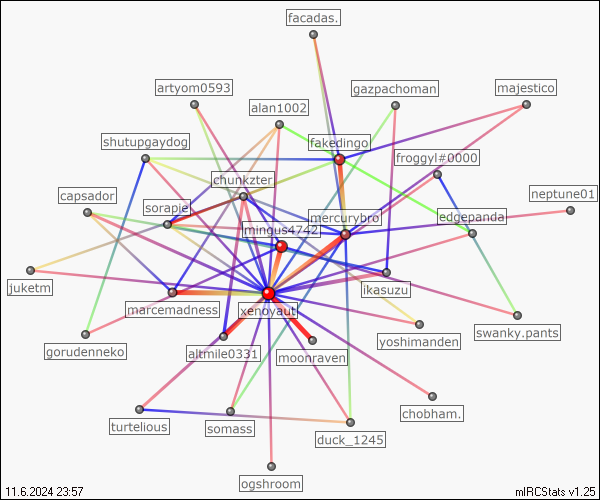 facadas.
artyom0593
gazpachoman
majestico
alan1002
shutupgaydog
fakedingo
froggyl#0000
chunkzter
capsador
sorapie
neptune01
mercurybro
edgepanda
mingus4742
juketm
ikasuzu
marcemadness
xenoyaut
swanky.pants
yoshimanden
gorudenneko
altmile0331
moonraven
chobham.
turtelious
somass
duck_1245
ogshroom
11.6.2024 23:57
mIRCStats v1.25